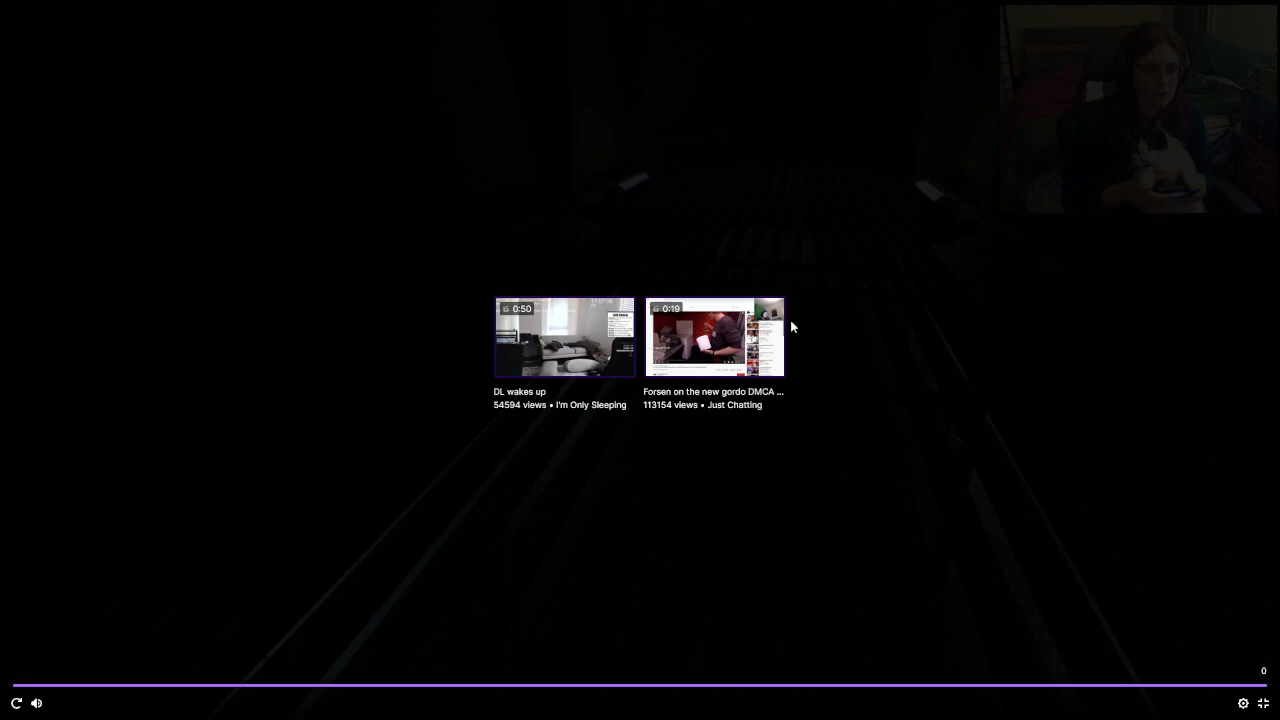 0:50
0:19
DL wakes up
54594 views • I'm Only Sleeping
Forsen on the new gordo DMCA ...
113154 views • Just Chatting
0